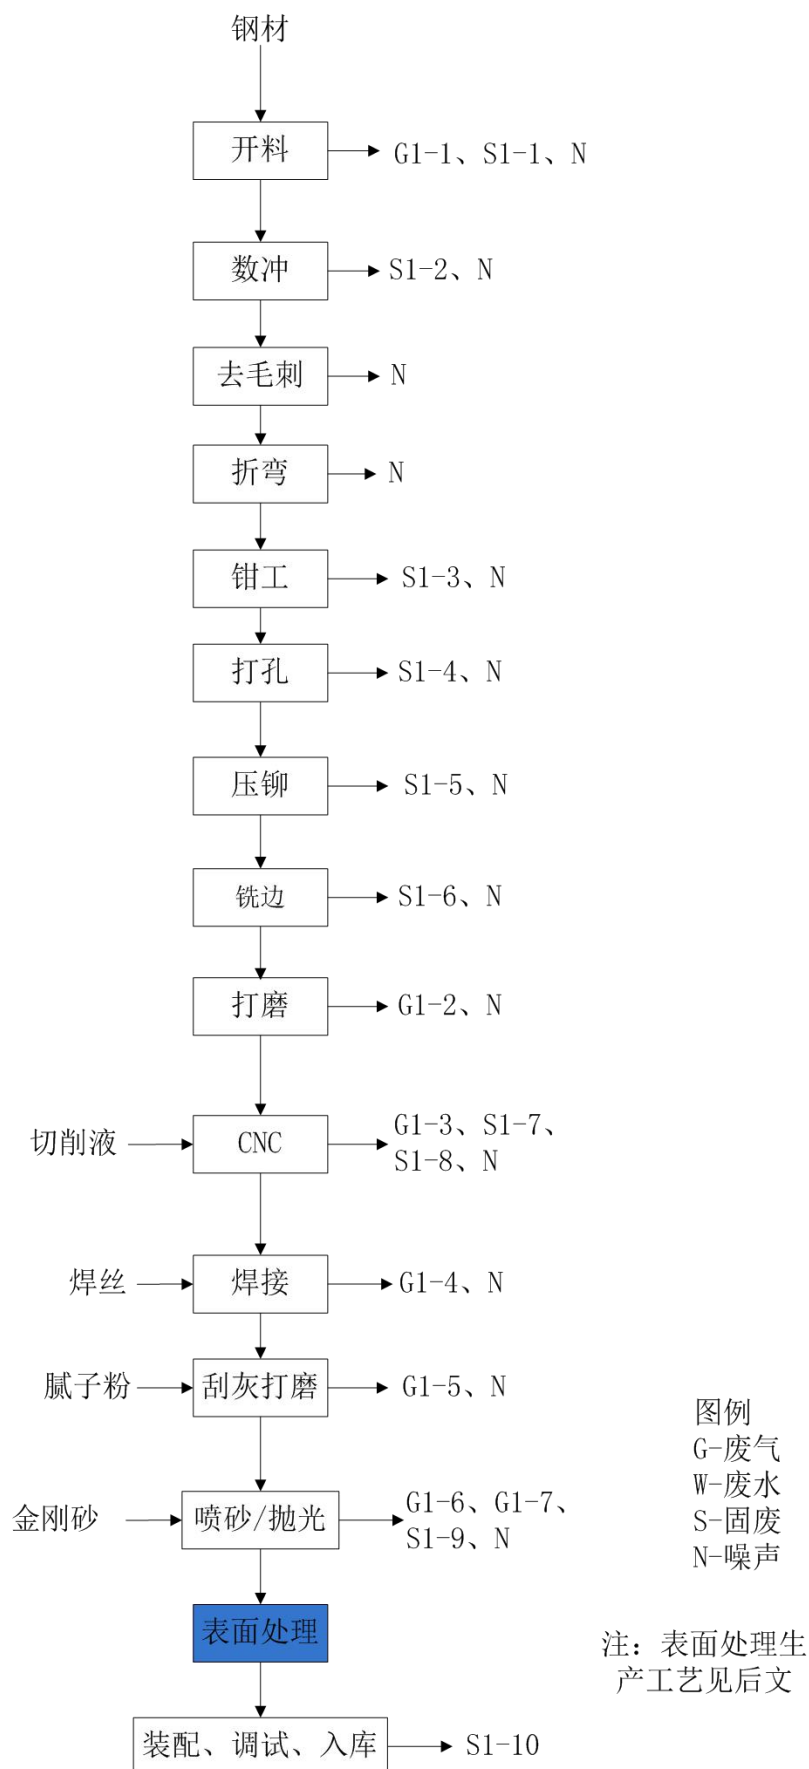 钢材
开料
G1-1、S1-1、N
数冲
S1-2、N
去毛刺
N
折弯
N
钳工
S1-3、N
打孔
S1-4、N
压铆
S1-5、N
铣边
S1-6、N
打磨
G1-2、N
切削液
CNC
G1-3、S1-7、
S1-8、N
焊丝
焊接
G1-4、N
腻子粉
刮灰打磨
G1-5、N
金刚砂
喷砂/抛光
G1-6、G1-7、
S1-9、N
表面处理
装配、调试、入库
S1-10
图例
G-废气
W-废水
S-固废
N-噪声
注：表面处理生
产工艺见后文